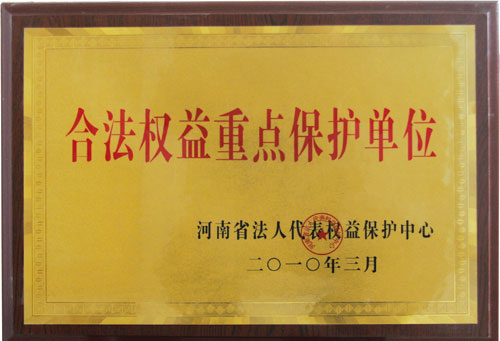 合法权益重点保护单位
河南省法人代表权益保护中心
二〇一〇年三月